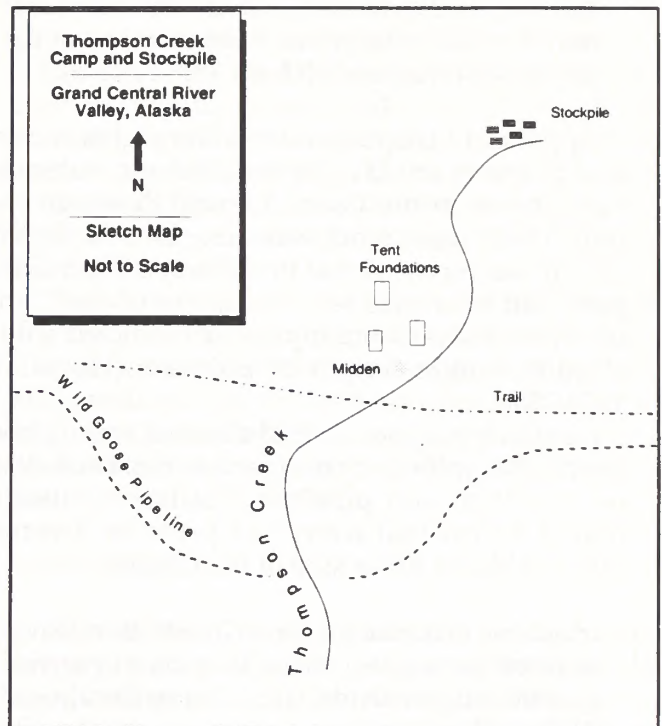 Thompson Creek
Camp and Stockpile
Grand Central River
Valley, Alaska
N
Sketch Map
Not to Scale
Stockpile
Tent
Foundations
Midden
Trail
Wild Goose Pipeline
Thompson Creek